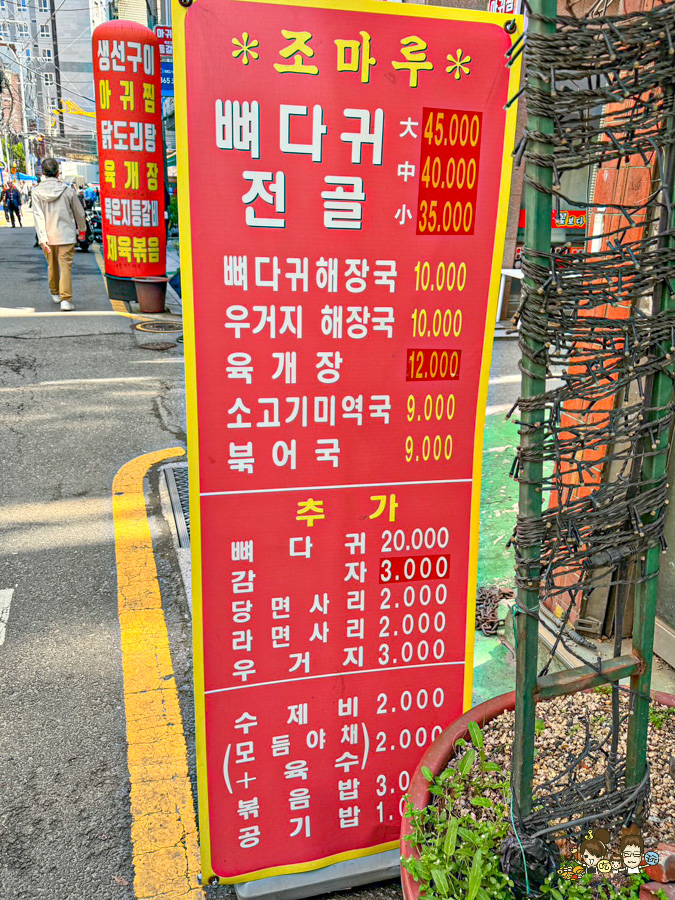 생선구이
아귀찜
닭도리탕
육개장
묵은지등갈비
제육볶음
*조마루*
뼈다귀 大 45.000
전골 中 40.000
小 35.000
뼈다귀해장국 10.000
우거지 해장국 10.000
육개장 12.000
소고기미역국 9.000
북어국 9.000
추가
뼈다귀 20.000
감자 3.000
당면사리 2.000
라면사리 2.000
우거지 3.000
수제비 2.000
(모듬야채 2.000
+육수)
볶음밥 3.0
공기밥 1.0